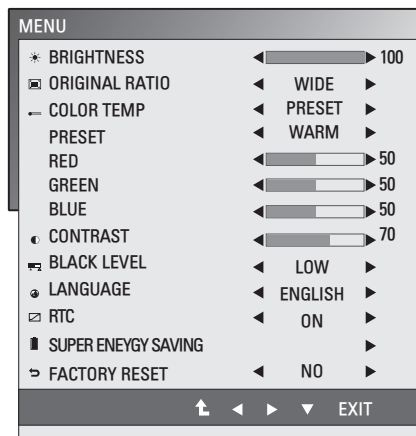 MENU
BRIGHTNESS 100
ORIGINAL RATIO WIDE
COLOR TEMP PRESET
PRESET WARM
RED 50
GREEN 50
BLUE 50
CONTRAST 70
BLACK LEVEL LOW
LANGUAGE ENGLISH
RTC ON
SUPER ENEYGY SAVING
FACTORY RESET NO
EXIT